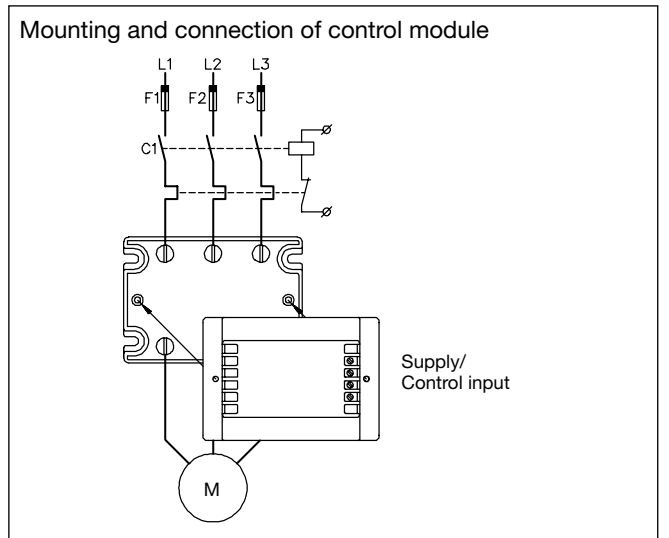 Mounting and connection of control module
L1 L2 L3
F1 F2 F3
C1
Supply/
Control input
M